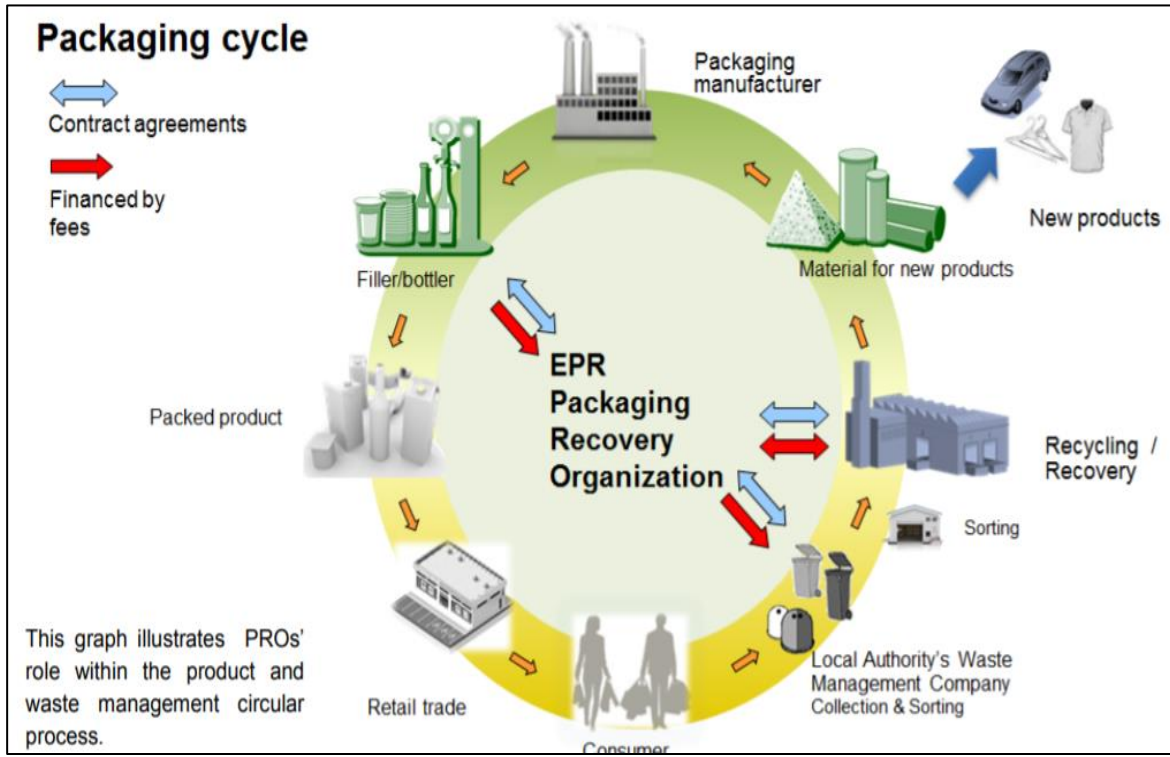 Packaging cycle
Contract agreements
Financed by
fees
Packaging
manufacturer
New products
Material for new products
Filler/bottler
EPR
Packaging
Recovery
Organization
Packed product
Recycling /
Recovery
Sorting
Local Authority's Waste
Management Company
Collection & Sorting
Retail trade
Consumer
This graph illustrates PROs'
role within the product and
waste management circular
process.